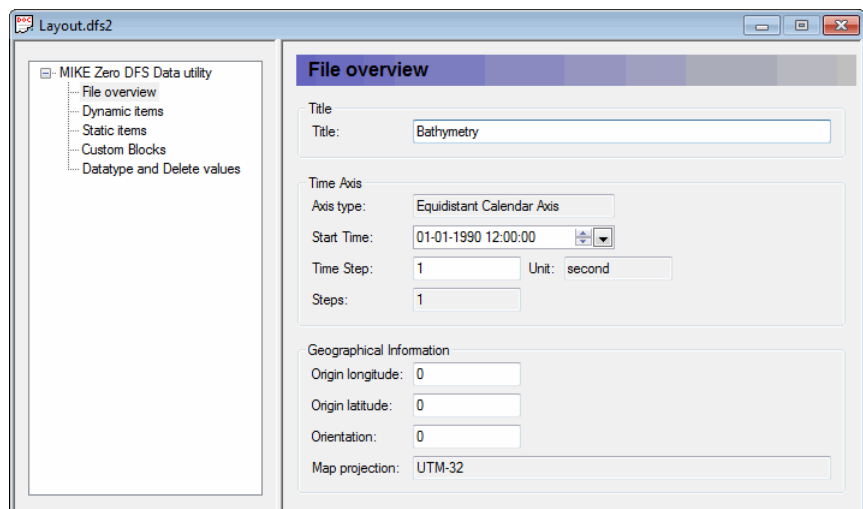 Layout.dfs2
MIKE Zero DFS Data utility
File overview
Dynamic items
Static items
Custom Blocks
Datatype and Delete values
File overview
Title
Title: Bathymetry
Time Axis
Axis type: Equidistant Calendar Axis
Start Time: 01-01-1990 12:00:00
Time Step: 1 Unit: second
Steps: 1
Geographical Information
Origin longitude: 0
Origin latitude: 0
Orientation: 0
Map projection: UTM-32